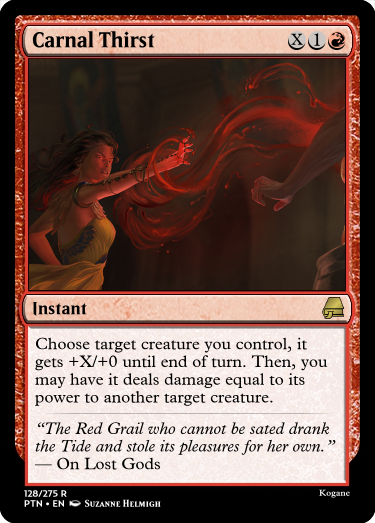 Carnal Thirst X 1
Instant
Choose target creature you control, it
gets +X/+0 until end of turn. Then, you
may have it deals damage equal to its
power to another target creature.
“The Red Grail who cannot be sated drank
the Tide and stole its pleasures for her own.”
— On Lost Gods
128/275 R Kogane
PTN • EN Suzanne Helmigh